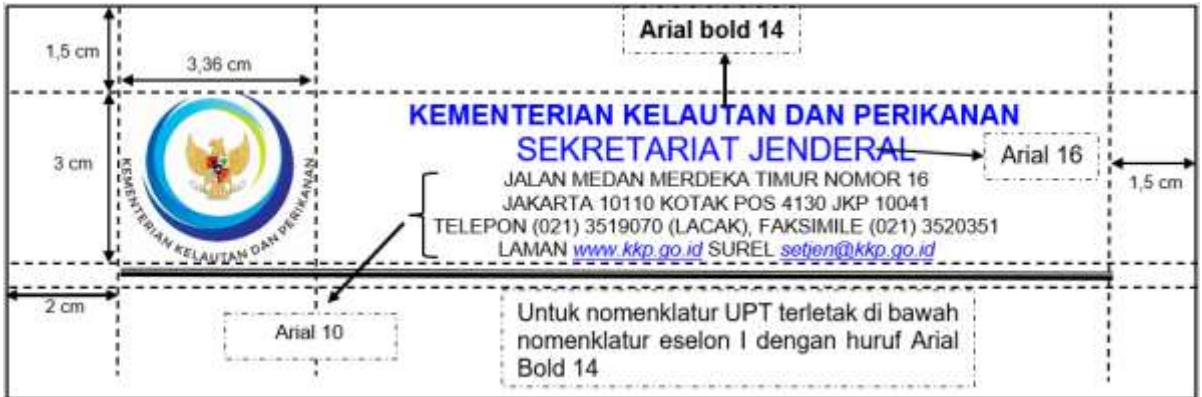 Arial bold 14
1,5 cm
3,36 cm
KEMENTERIAN KELAUTAN DAN PERIKANAN
SEKRETARIAT JENDERAL
Arial 16
3 cm
JALAN MEDAN MERDEKA TIMUR NOMOR 16
JAKARTA 10110 KOTAK POS 4130 JKP 10041
TELEPON (021) 3519070 (LACAK), FAKSIMILE (021) 3520351
LAMAN www.kkp.go.id SUREL setjen@kkp.go.id
KEMENTERIAN KELAUTAN DAN PERIKANAN
1,5 cm
2 cm
Arial 10
Untuk nomenklatur UPT terletak di bawah
nomenklatur eselon I dengan huruf Arial
Bold 14